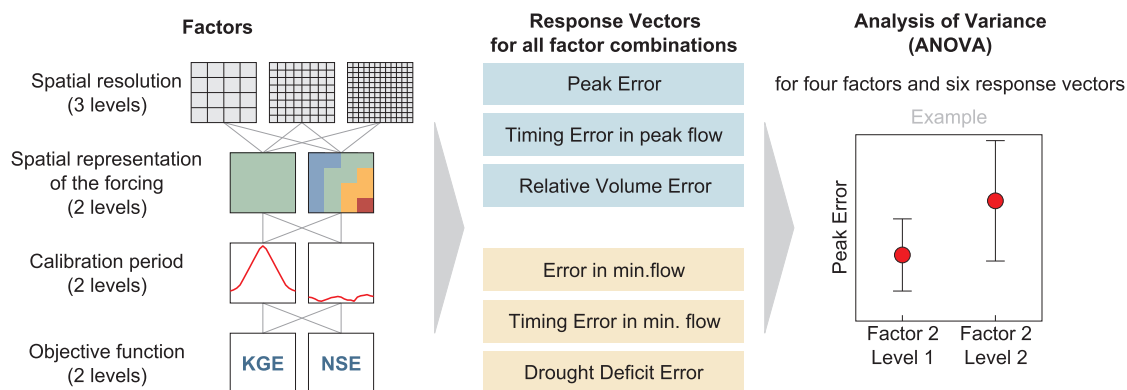 Factors
Spatial resolution
(3 levels)
Spatial representation
of the forcing
(2 levels)
Calibration period
(2 levels)
Objective function
(2 levels)
KGE
NSE
Response Vectors
for all factor combinations
Peak Error
Timing Error in peak flow
Relative Volume Error
Error in min.flow
Timing Error in min. flow
Drought Deficit Error
Analysis of Variance
(ANOVA)
for four factors and six response vectors
Example
Peak Error
Factor 2
Level 1
Factor 2
Level 2